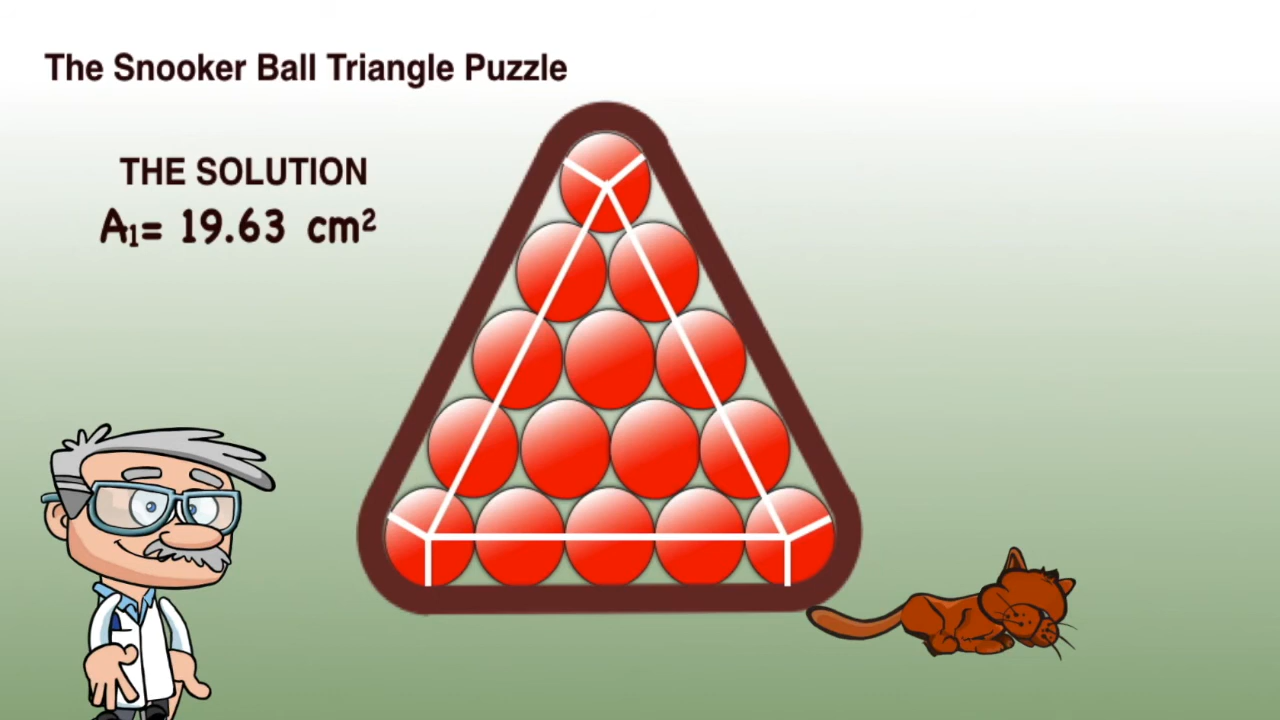 The Snooker Ball Triangle Puzzle
THE SOLUTION
A₁= 19.63 cm²